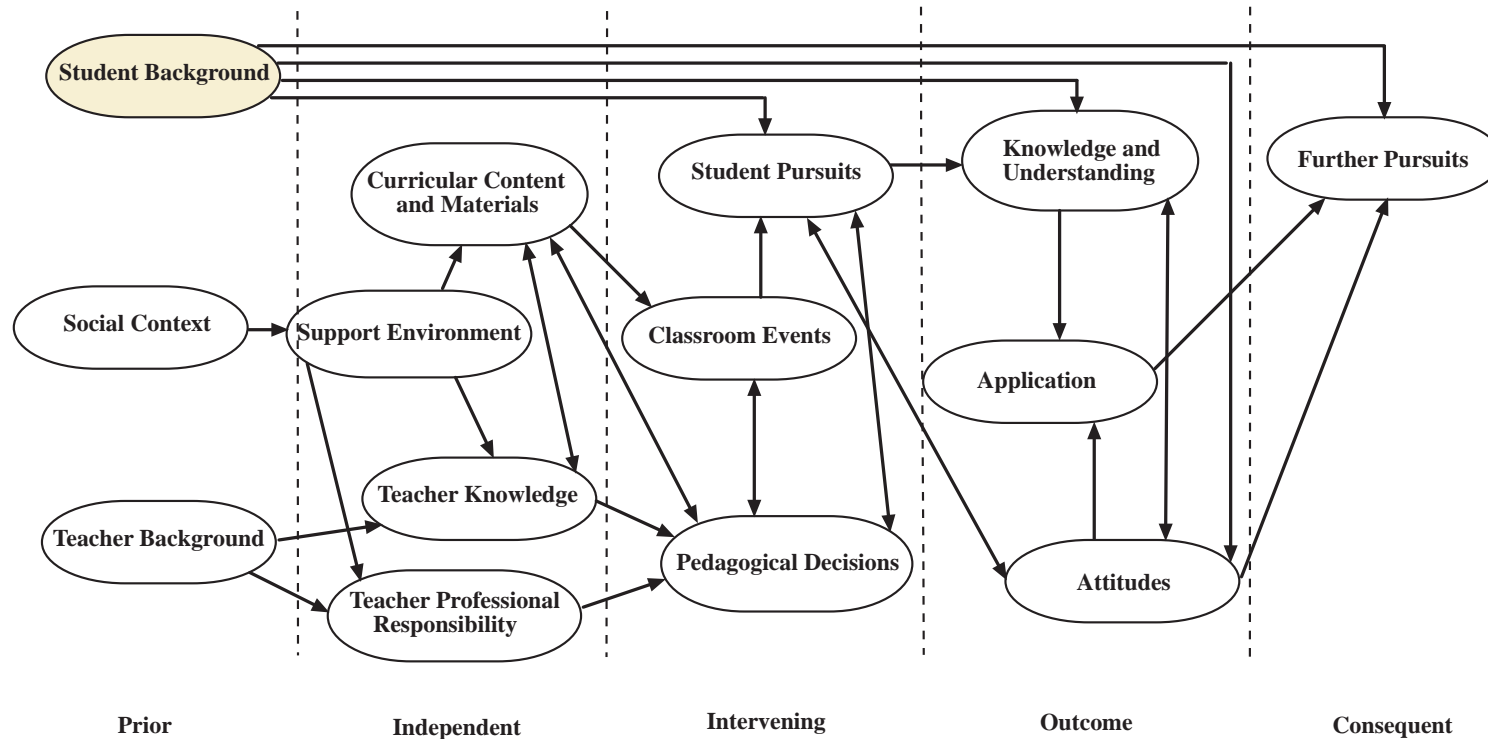 Student Background
Social Context
Teacher Background
Curricular Content
and Materials
Support Environment
Teacher Knowledge
Teacher Professional
Responsibility
Student Pursuits
Classroom Events
Pedagogical Decisions
Knowledge and
Understanding
Application
Attitudes
Further Pursuits
Prior
Independent
Intervening
Outcome
Consequent